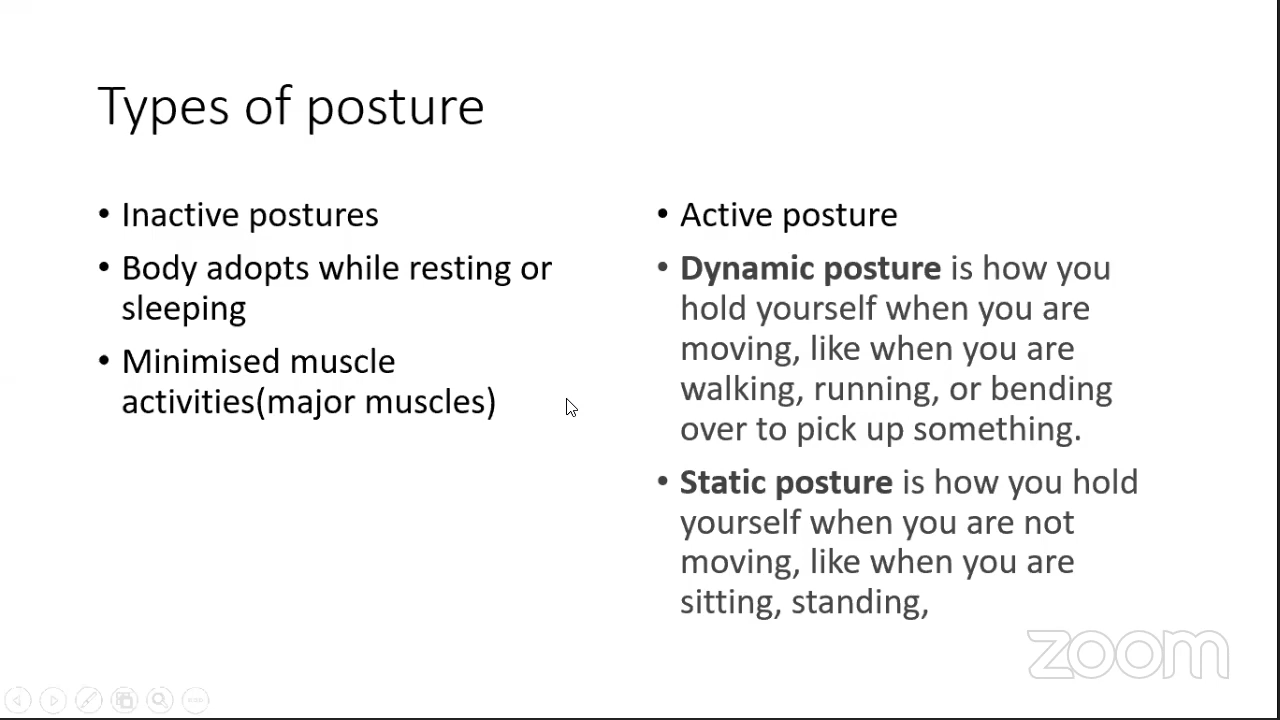 Types of posture
• Inactive postures
• Body adopts while resting or
sleeping
• Minimised muscle
activities(major muscles)
• Active posture
• Dynamic posture is how you
hold yourself when you are
moving, like when you are
walking, running, or bending
over to pick up something.
• Static posture is how you hold
yourself when you are not
moving, like when you are
sitting, standing,
zoom